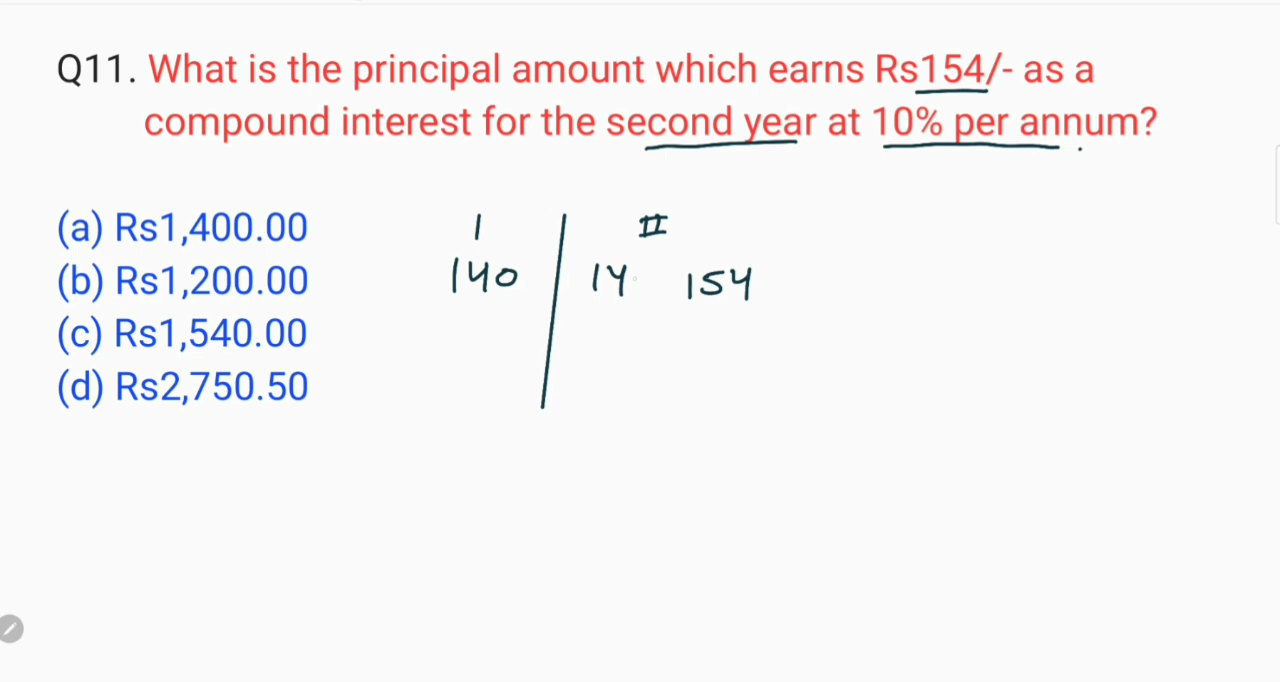 Q11. What is the principal amount which earns Rs154/- as a
compound interest for the second year at 10% per annum?
(a) Rs1,400.00
(b) Rs1,200.00
(c) Rs1,540.00
(d) Rs2,750.50
I II
140 14 154